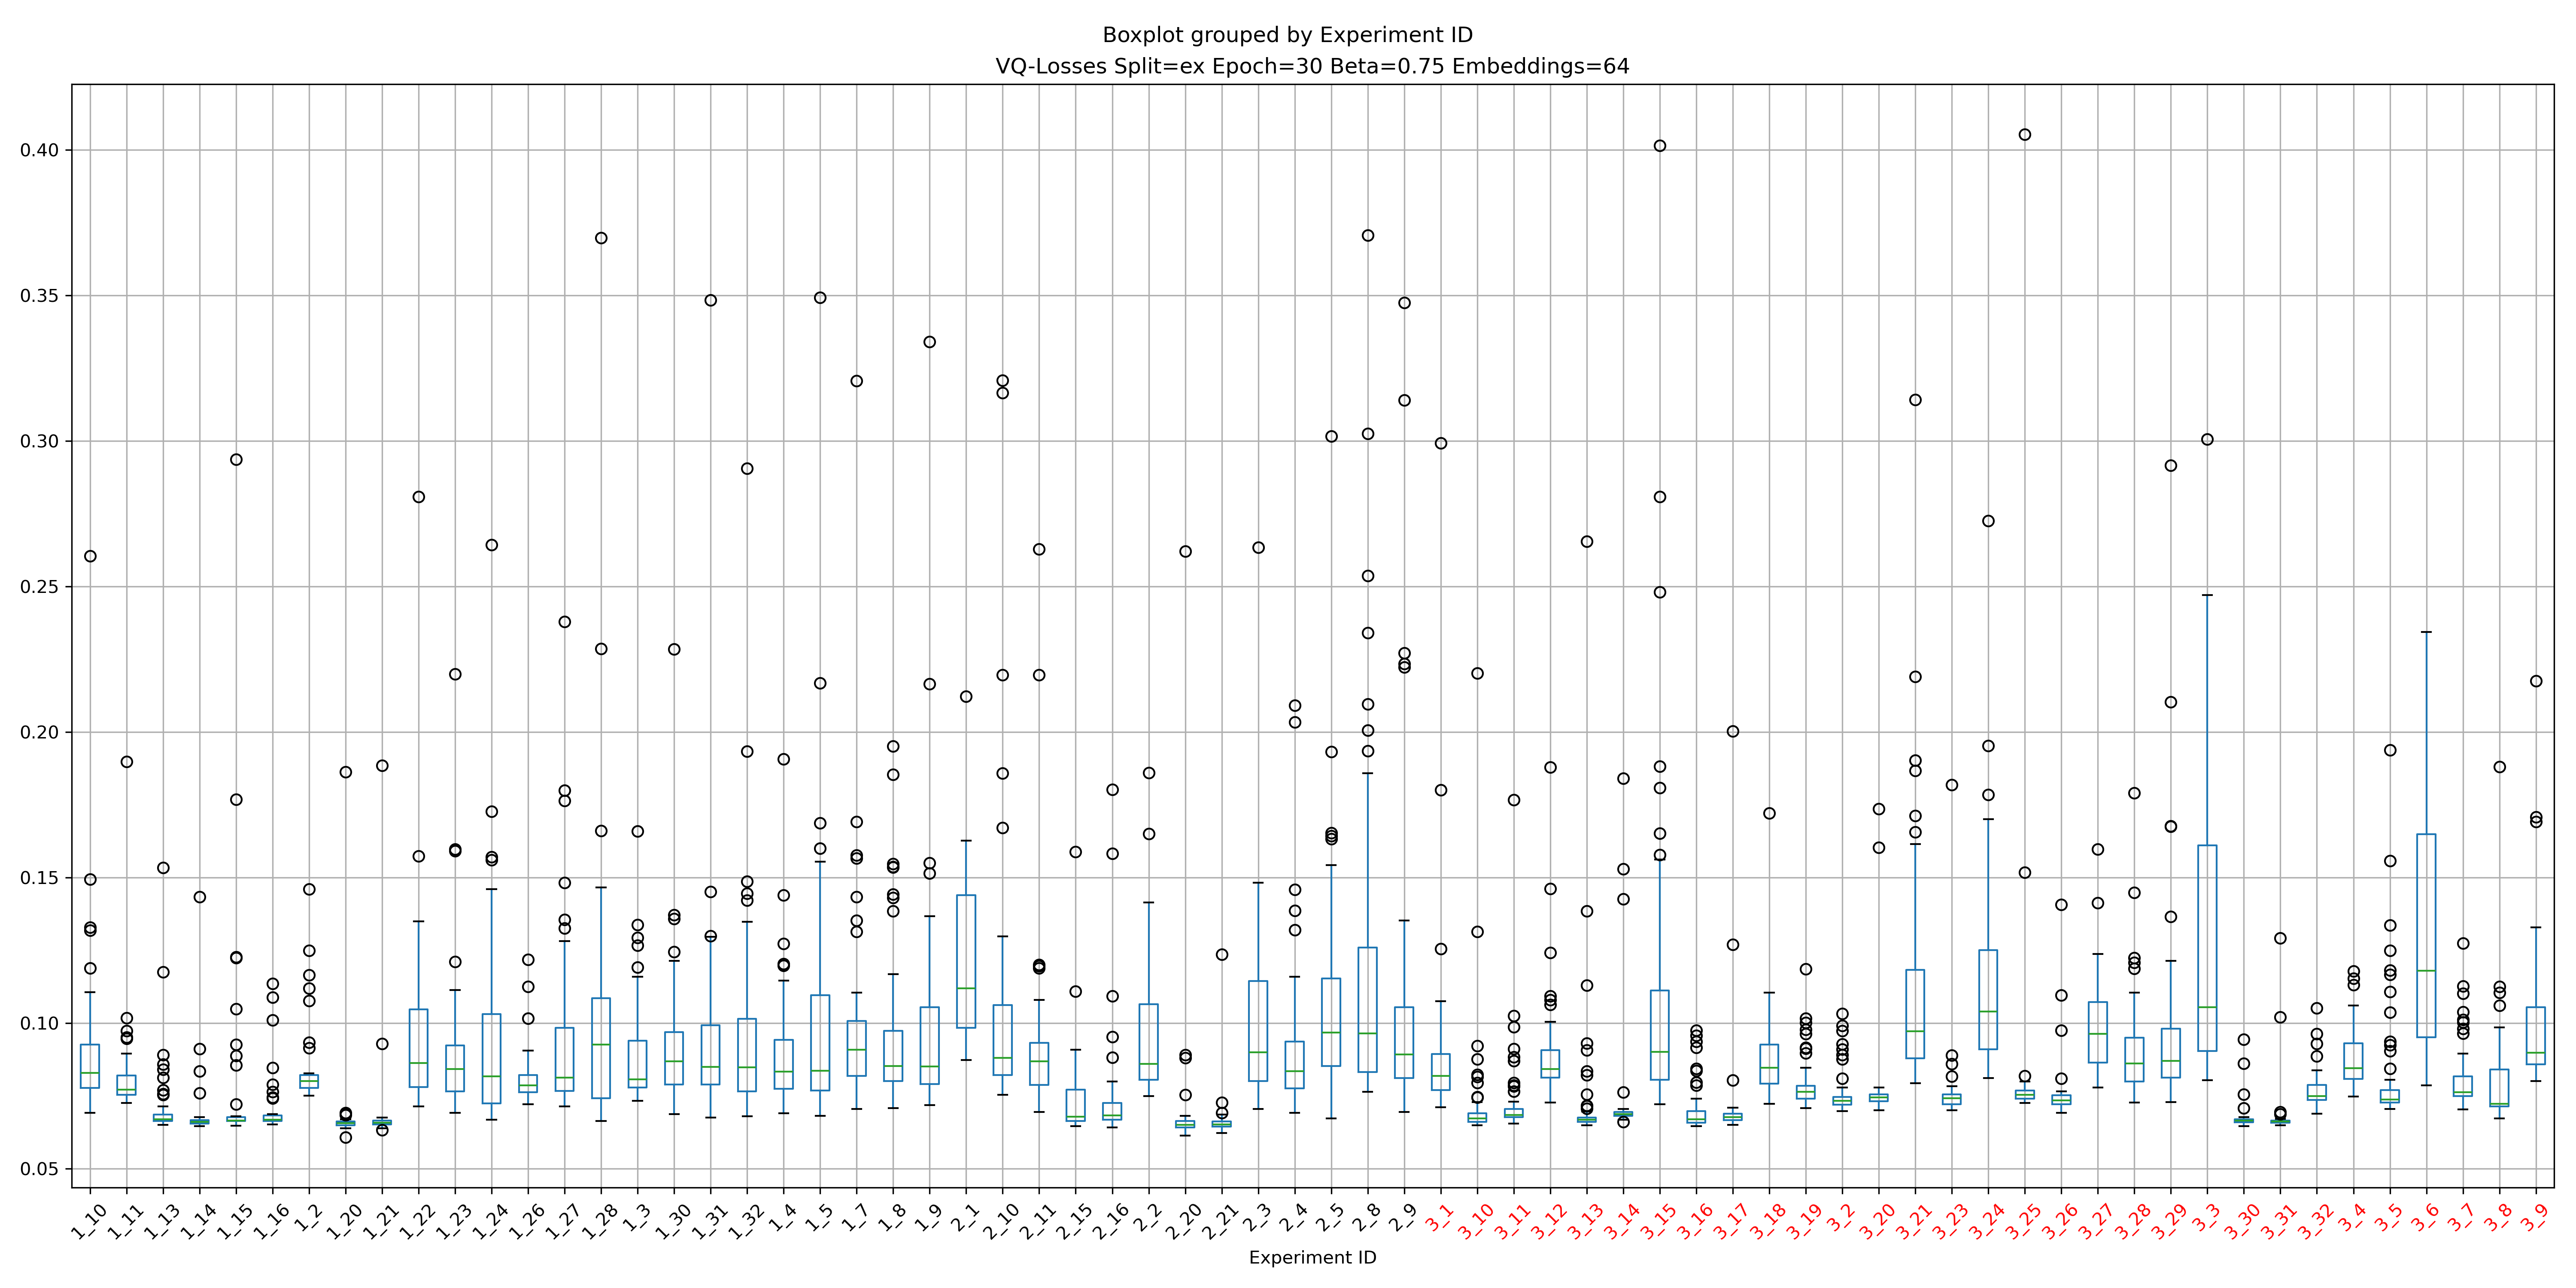 Boxplot grouped by Experiment ID
VQ-Losses Split=ex Epoch=30 Beta=0.75 Embeddings=64
0.40
0.35
0.30
0.25
0.20
0.15
0.10
0.05
1_10 1_11 1_13 1_14 1_15 1_16 1_2 1_20 1_21 1_22 1_23 1_24 1_26 1_27 1_28 1_3 1_30 1_31 1_32 1_4 1_5 1_7 1_8 1_9 2_1 2_10 2_11 2_15 2_16 2_2 2_20 2_21 2_3 2_4 2_5 2_8 2_9 3_1 3_10 3_11 3_12 3_13 3_14 3_15 3_16 3_17 3_18 3_19 3_2 3_20 3_21 3_23 3_24 3_25 3_26 3_27 3_28 3_29 3_3 3_30 3_31 3_32 3_4 3_5 3_6 3_7 3_8 3_9
Experiment ID